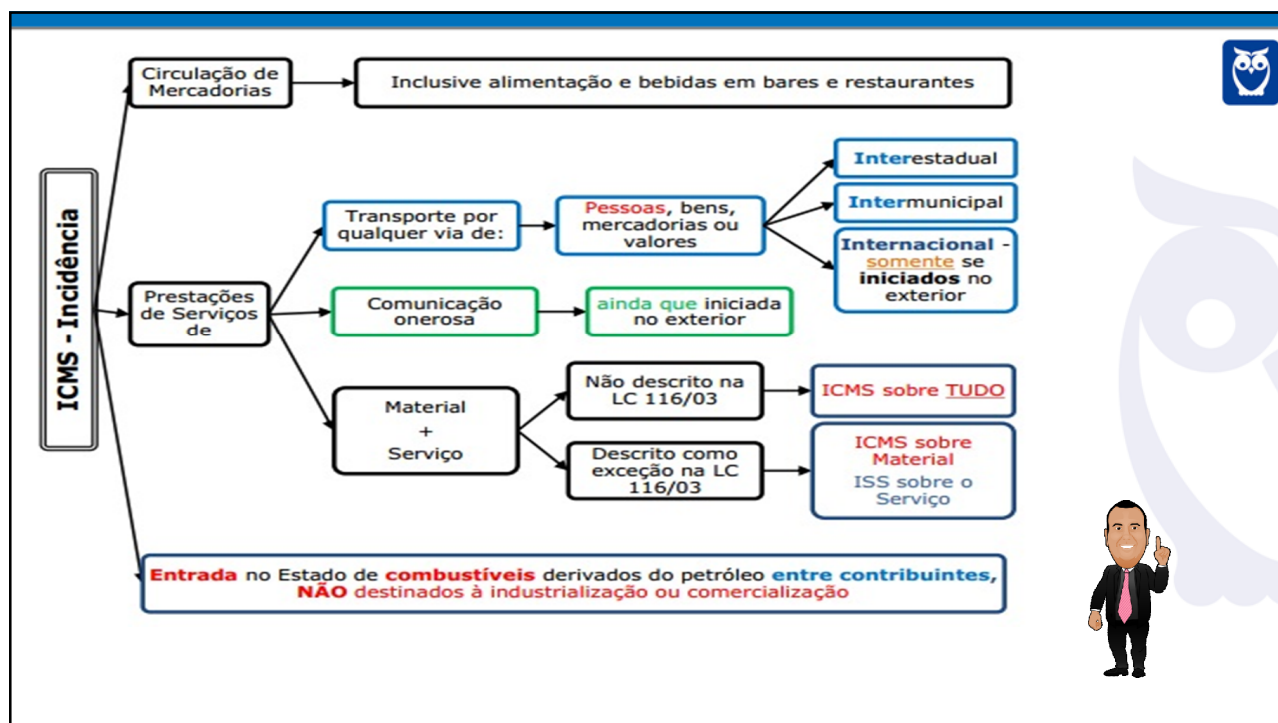 Circulação de
Mercadorias
Inclusive alimentação e bebidas em bares e restaurantes
ICMS - Incidência
Prestações
de Serviços
de
Transporte por
qualquer via de:
Pessoas, bens,
mercadorias ou
valores
Interestadual
Intermunicipal
Internacional -
somente se
iniciados no
exterior
Comunicação
onerosa
ainda que iniciada
no exterior
Material
+
Serviço
Não descrito na
LC 116/03
ICMS sobre TUDO
Descrito como
exceção na LC
116/03
ICMS sobre
Material
ISS sobre o
Serviço
Entrada no Estado de combustíveis derivados do petróleo entre contribuintes,
NÃO destinados à industrialização ou comercialização